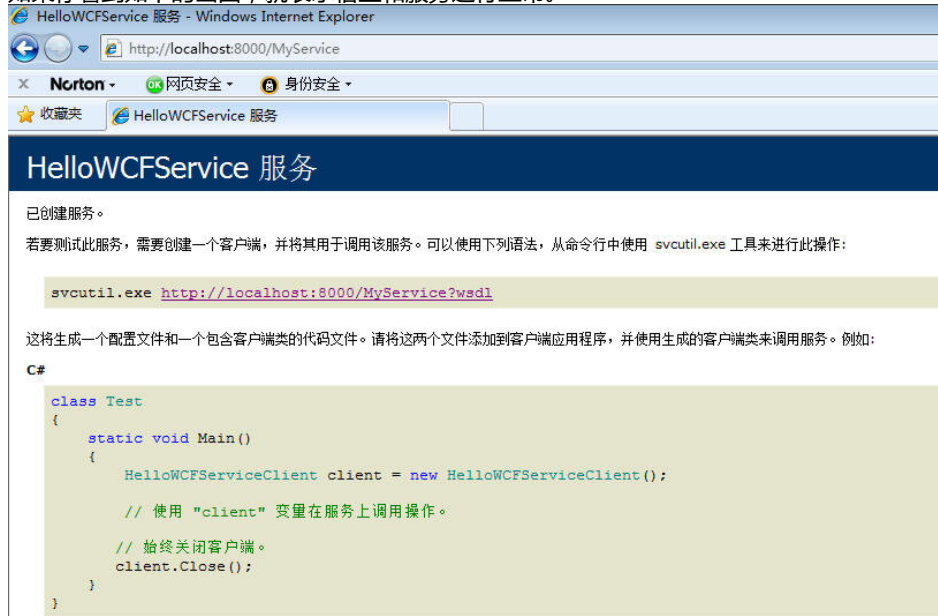 HelloWCFService 服务 - Windows Internet Explorer
http://localhost:8000/MyService
x Norton OK 网页安全 身份安全
收藏夹 HelloWCFService 服务
HelloWCFService 服务
已创建服务。
若要测试此服务，需要创建一个客户端，并将其用于调用该服务。可以使用下列语法，从命令行中使用 svcutil.exe 工具来进行此操作:
svcutil.exe http://localhost:8000/MyService?wsdl
这将生成一个配置文件和一个包含客户端类的代码文件。请将这两个文件添加到客户端应用程序，并使用生成的客户端类来调用服务。例如:
C#
class Test
{
static void Main()
{
HelloWCFServiceClient client = new HelloWCFServiceClient();
// 使用 "client" 变量在服务上调用操作。
// 始终关闭客户端。
client.Close();
}
}